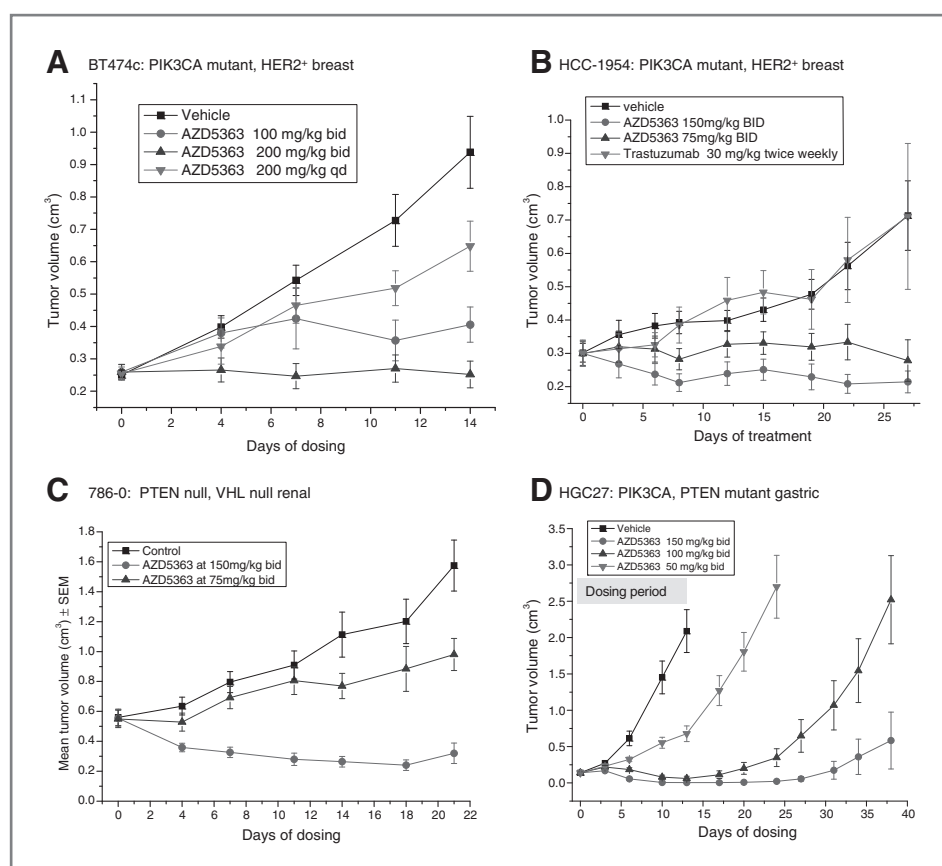 A BT474c: PIK3CA mutant, HER2+ breast
Vehicle
AZD5363 100 mg/kg bid
AZD5363 200 mg/kg bid
AZD5363 200 mg/kg qd
Tumor volume (cm³)
1.1
1.0
0.9
0.8
0.7
0.6
0.5
0.4
0.3
0.2
0 2 4 6 8 10 12 14
Days of dosing
B HCC-1954: PIK3CA mutant, HER2+ breast
vehicle
AZD5363 150mg/kg BID
AZD5363 75mg/kg BID
Trastuzumab 30 mg/kg twice weekly
Tumor volume (cm³)
1.0
0.9
0.8
0.7
0.6
0.5
0.4
0.3
0.2
0 5 10 15 20 25
Days of treatment
C 786-0: PTEN null, VHL null renal
Control
AZD5363 at 150mg/kg bid
AZD5363 at 75mg/kg bid
Mean tumor volume (cm³) ± SEM
1.8
1.6
1.4
1.2
1.0
0.8
0.6
0.4
0.2
0.0
0 2 4 6 8 10 12 14 16 18 20 22
Days of dosing
D HGC27: PIK3CA, PTEN mutant gastric
Vehicle
AZD5363 150 mg/kg bid
AZD5363 100 mg/kg bid
AZD5363 50 mg/kg bid
Dosing period
Tumor volume (cm³)
3.5
3.0
2.5
2.0
1.5
1.0
0.5
0.0
0 5 10 15 20 25 30 35 40
Days of dosing